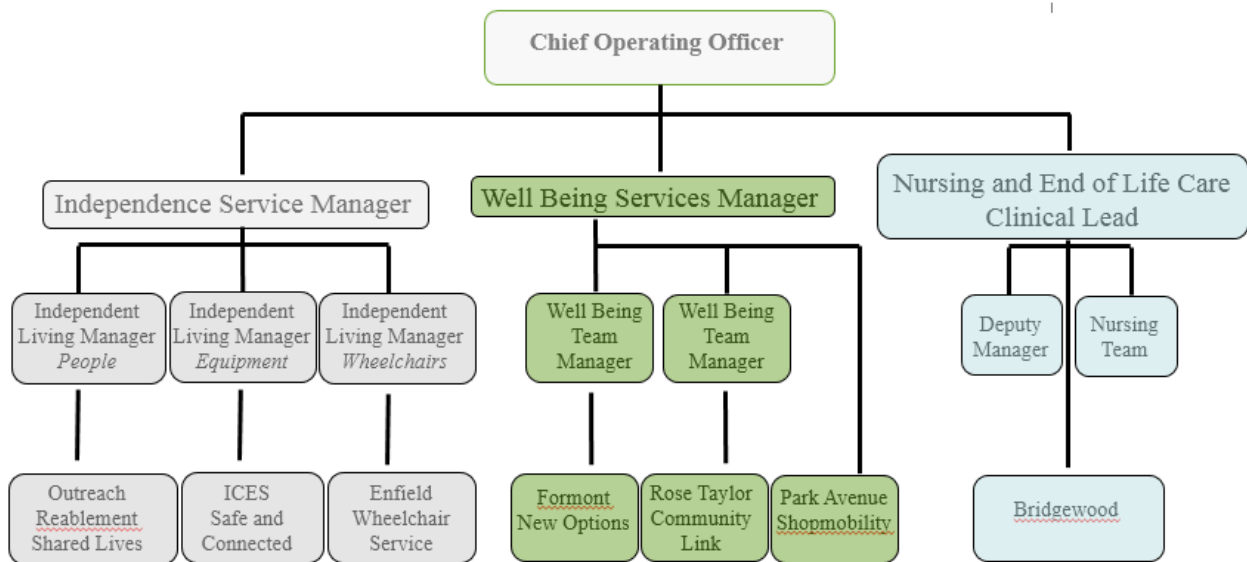 Chief Operating Officer
Independence Service Manager
Well Being Services Manager
Nursing and End of Life Care
Clinical Lead
Independent
Living Manager
People
Independent
Living Manager
Equipment
Independent
Living Manager
Wheelchairs
Well Being
Team
Manager
Well Being
Team
Manager
Deputy
Manager
Nursing
Team
Outreach
Reablement
Shared Lives
ICES
Safe and
Connected
Enfield
Wheelchair
Service
Formont
New Options
Rose Taylor
Community
Link
Park Avenue
Shopmobility
Bridgewood